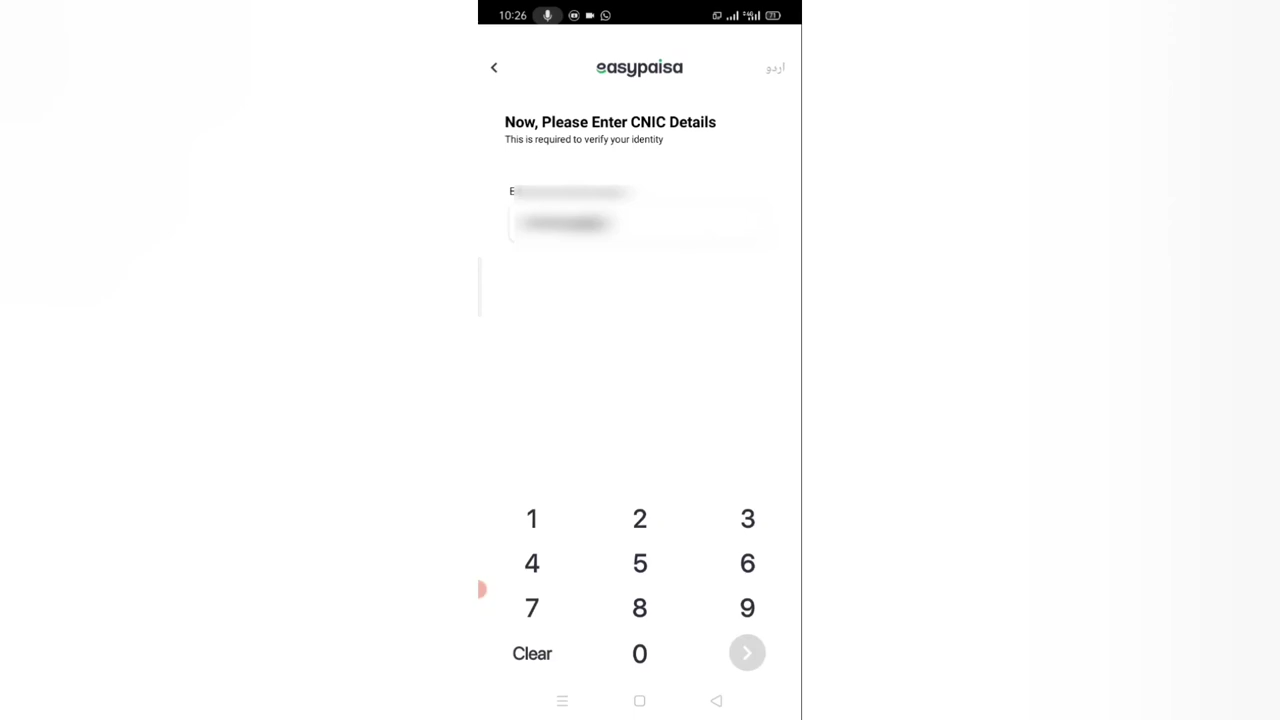 10:26
easypaisa
اردو
Now, Please Enter CNIC Details
This is required to verify your identity
1 2 3
4 5 6
7 8 9
Clear 0